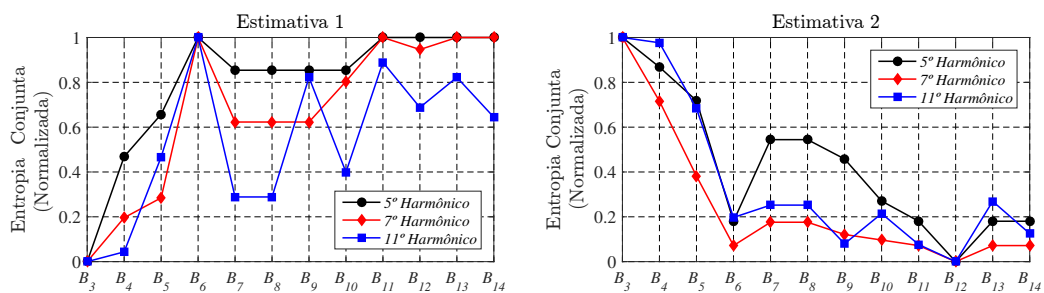 Estimativa 1
Entropia Conjunta
(Normalizada)
1
0.8
0.6
0.4
0.2
0
5º Harmônico
7º Harmônico
11º Harmônico
B3 B4 B5 B6 B7 B8 B9 B10 B11 B12 B13 B14
Estimativa 2
Entropia Conjunta
(Normalizada)
1
0.8
0.6
0.4
0.2
0
5º Harmônico
7º Harmônico
11º Harmônico
B3 B4 B5 B6 B7 B8 B9 B10 B11 B12 B13 B14